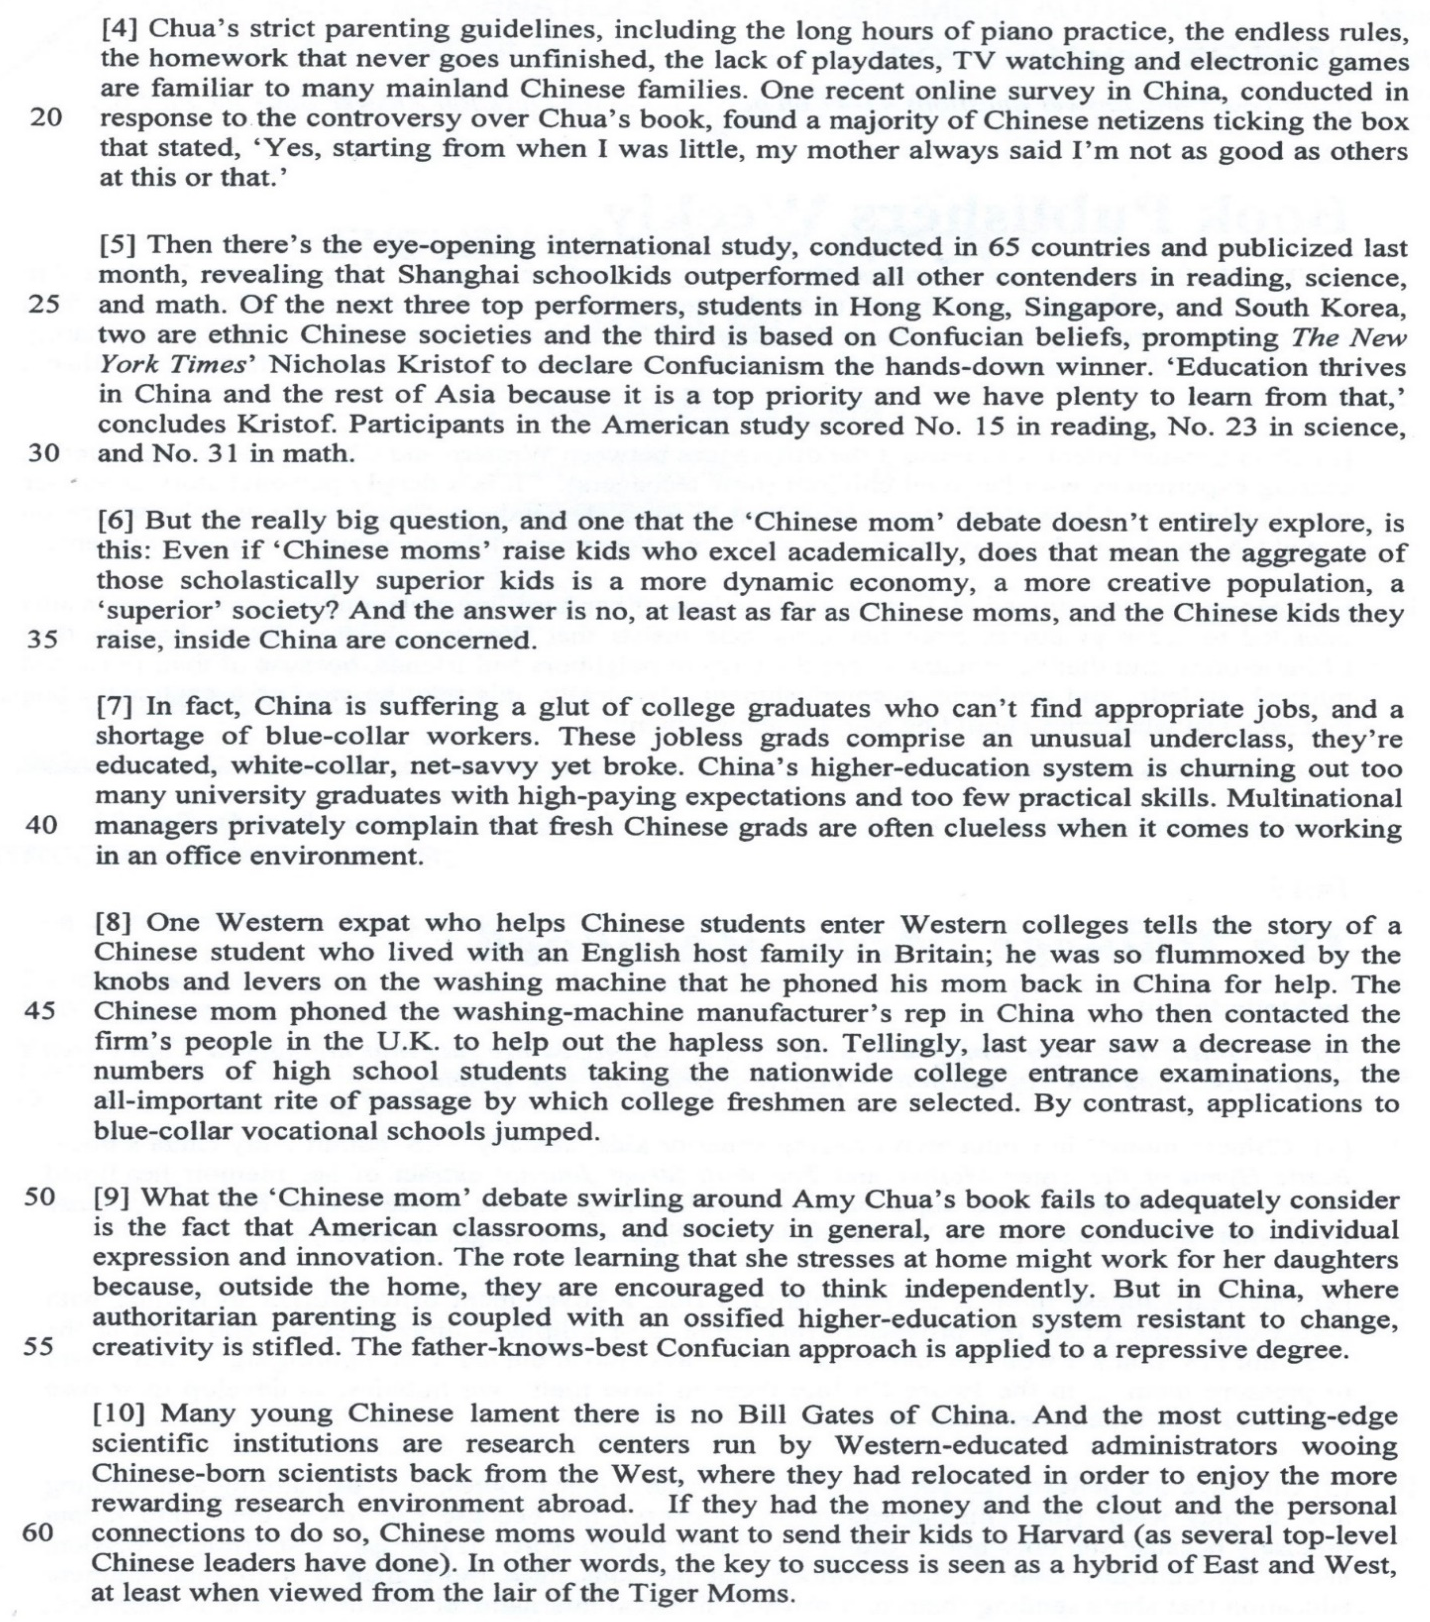 [4] Chua's strict parenting guidelines, including the long hours of piano practice, the endless rules,
the homework that never goes unfinished, the lack of playdates, TV watching and electronic games
are familiar to many mainland Chinese families. One recent online survey in China, conducted in
20 response to the controversy over Chua's book, found a majority of Chinese netizens ticking the box
that stated, 'Yes, starting from when I was little, my mother always said I'm not as good as others
at this or that.'
[5] Then there's the eye-opening international study, conducted in 65 countries and publicized last
month, revealing that Shanghai schoolkids outperformed all other contenders in reading, science,
25 and math. Of the next three top performers, students in Hong Kong, Singapore, and South Korea,
two are ethnic Chinese societies and the third is based on Confucian beliefs, prompting The New
York Times' Nicholas Kristof to declare Confucianism the hands-down winner. 'Education thrives
in China and the rest of Asia because it is a top priority and we have plenty to learn from that,'
concludes Kristof. Participants in the American study scored No. 15 in reading, No. 23 in science,
30 and No. 31 in math.
[6] But the really big question, and one that the 'Chinese mom' debate doesn't entirely explore, is
this: Even if 'Chinese moms' raise kids who excel academically, does that mean the aggregate of
those scholastically superior kids is a more dynamic economy, a more creative population, a
'superior' society? And the answer is no, at least as far as Chinese moms, and the Chinese kids they
35 raise, inside China are concerned.
[7] In fact, China is suffering a glut of college graduates who can't find appropriate jobs, and a
shortage of blue-collar workers. These jobless grads comprise an unusual underclass, they're
educated, white-collar, net-savvy yet broke. China's higher-education system is churning out too
many university graduates with high-paying expectations and too few practical skills. Multinational
40 managers privately complain that fresh Chinese grads are often clueless when it comes to working
in an office environment.
[8] One Western expat who helps Chinese students enter Western colleges tells the story of a
Chinese student who lived with an English host family in Britain; he was so flummoxed by the
knobs and levers on the washing machine that he phoned his mom back in China for help. The
45 Chinese mom phoned the washing-machine manufacturer's rep in China who then contacted the
firm's people in the U.K. to help out the hapless son. Tellingly, last year saw a decrease in the
numbers of high school students taking the nationwide college entrance examinations, the
all-important rite of passage by which college freshmen are selected. By contrast, applications to
blue-collar vocational schools jumped.
50 [9] What the 'Chinese mom' debate swirling around Amy Chua's book fails to adequately consider
is the fact that American classrooms, and society in general, are more conducive to individual
expression and innovation. The rote learning that she stresses at home might work for her daughters
because, outside the home, they are encouraged to think independently. But in China, where
authoritarian parenting is coupled with an ossified higher-education system resistant to change,
55 creativity is stifled. The father-knows-best Confucian approach is applied to a repressive degree.
[10] Many young Chinese lament there is no Bill Gates of China. And the most cutting-edge
scientific institutions are research centers run by Western-educated administrators wooing
Chinese-born scientists back from the West, where they had relocated in order to enjoy the more
rewarding research environment abroad. If they had the money and the clout and the personal
60 connections to do so, Chinese moms would want to send their kids to Harvard (as several top-level
Chinese leaders have done). In other words, the key to success is seen as a hybrid of East and West,
at least when viewed from the lair of the Tiger Moms.